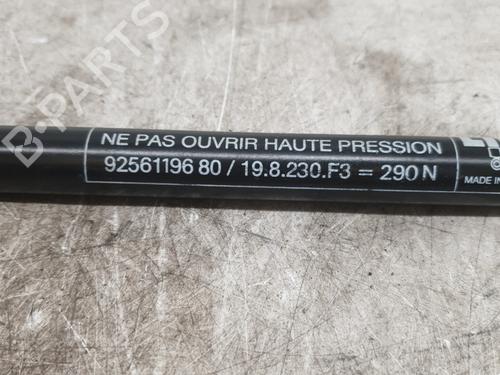 NE PAS OUVRIR HAUTE PRESSION
92561196 80 / 19.8.230.F3 = 290 N
MADE IN
B-PARTS